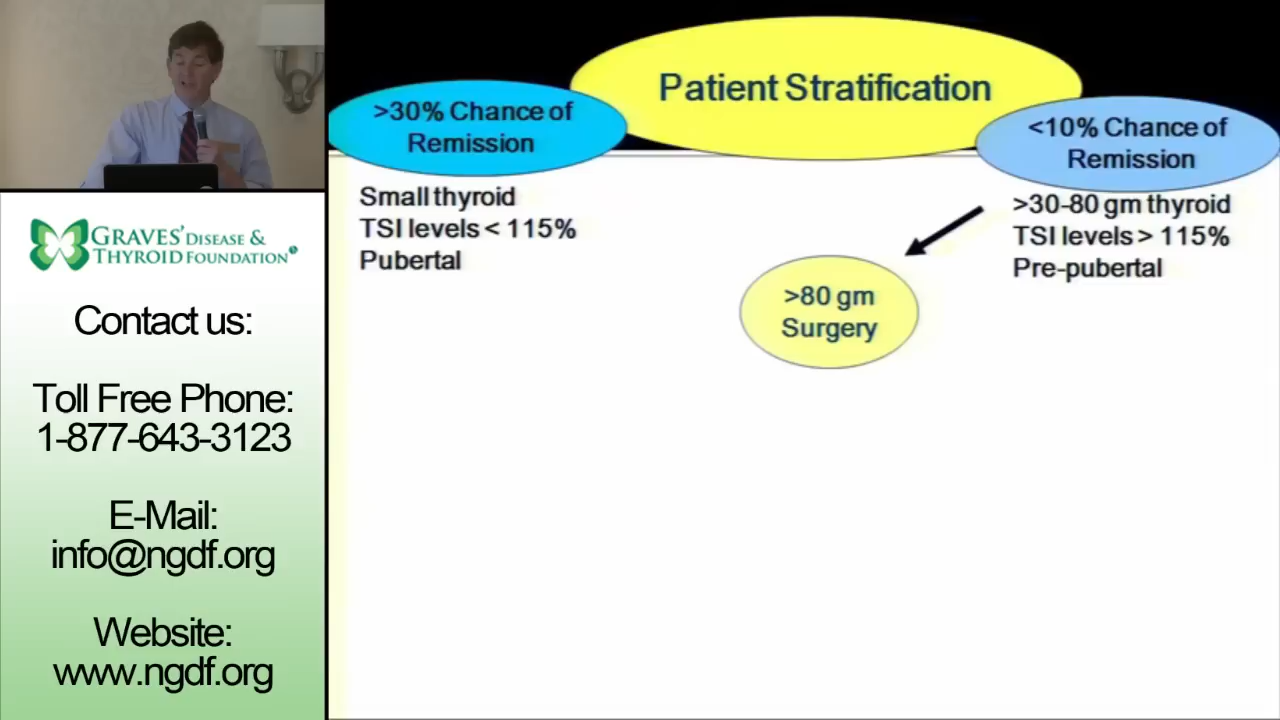 GRAVES' DISEASE &
THYROID FOUNDATION
Contact us:
Toll Free Phone:
1-877-643-3123
E-Mail:
info@ngdf.org
Website:
www.ngdf.org
Patient Stratification
>30% Chance of
Remission
Small thyroid
TSI levels < 115%
Pubertal
<10% Chance of
Remission
>30-80 gm thyroid
TSI levels > 115%
Pre-pubertal
>80 gm
Surgery